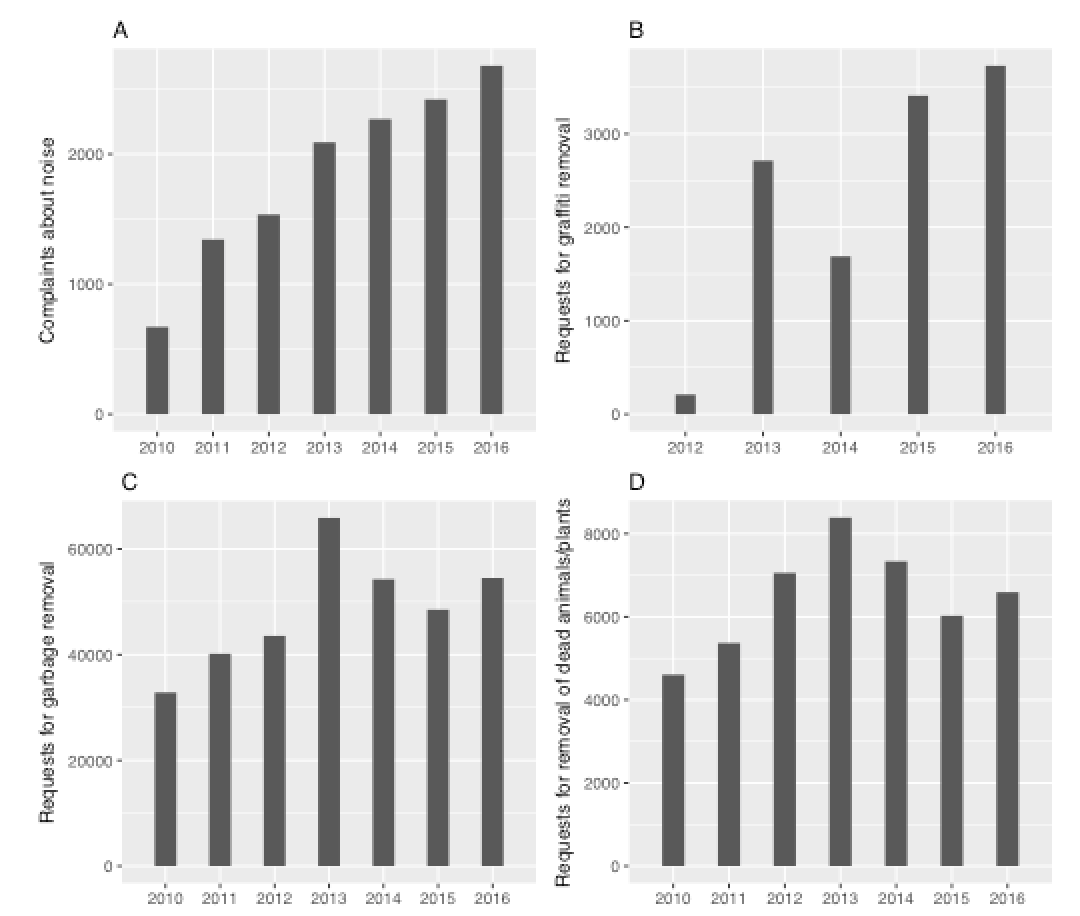 A
Complaints about noise
2000
1000
0
2010 2011 2012 2013 2014 2015 2016
B
Requests for graffiti removal
3000
2000
1000
0
2012 2013 2014 2015 2016
C
Requests for garbage removal
60000
40000
20000
0
2010 2011 2012 2013 2014 2015 2016
D
Requests for removal of dead animals/plants
8000
6000
4000
2000
0
2010 2011 2012 2013 2014 2015 2016